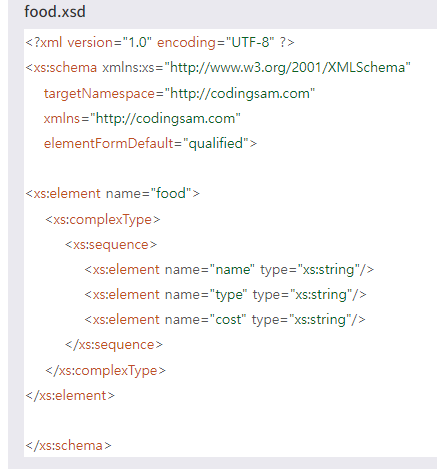 food.xsd
<?xml version="1.0" encoding="UTF-8" ?>
<xs:schema xmlns:xs="http://www.w3.org/2001/XMLSchema"
targetNamespace="http://codingsam.com"
xmlns="http://codingsam.com"
elementFormDefault="qualified">
<xs:element name="food">
<xs:complexType>
<xs:sequence>
<xs:element name="name" type="xs:string"/>
<xs:element name="type" type="xs:string"/>
<xs:element name="cost" type="xs:string"/>
</xs:sequence>
</xs:complexType>
</xs:element>
</xs:schema>